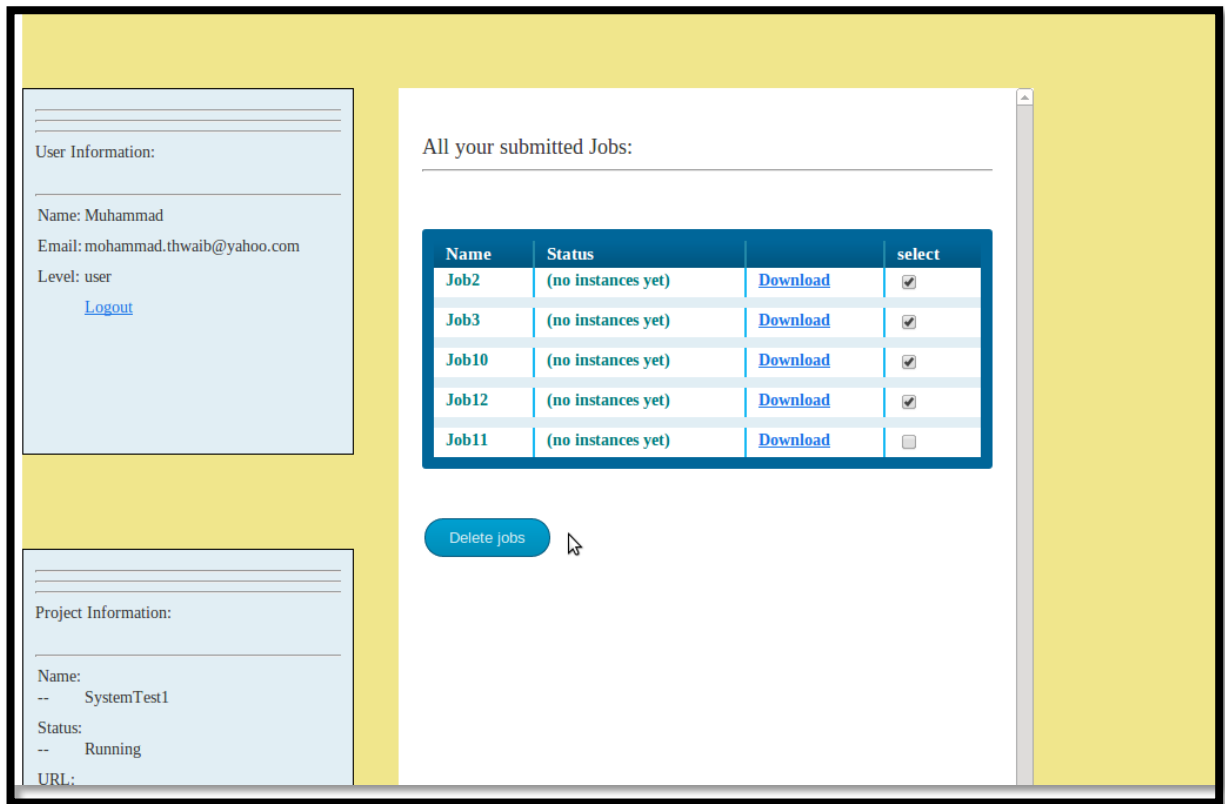 User Information:
Name: Muhammad
Email: mohammad.thwaib@yahoo.com
Level: user
Logout
Project Information:
Name:
-- SystemTest1
Status:
-- Running
URL:
All your submitted Jobs:
Name Status select
Job2 (no instances yet) Download
Job3 (no instances yet) Download
Job10 (no instances yet) Download
Job12 (no instances yet) Download
Job11 (no instances yet) Download
Delete jobs